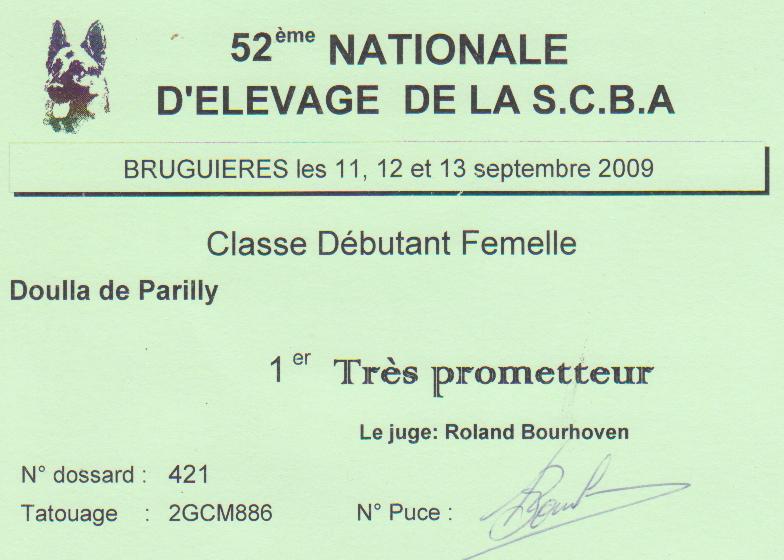 52ème NATIONALE
D'ELEVAGE DE LA S.C.B.A
BRUGUIERES les 11, 12 et 13 septembre 2009
Classe Débutant Femelle
Doulla de Parilly
1er Très prometteur
Le juge: Roland Bourhoven
N° dossard : 421
Tatouage : 2GCM886 N° Puce :